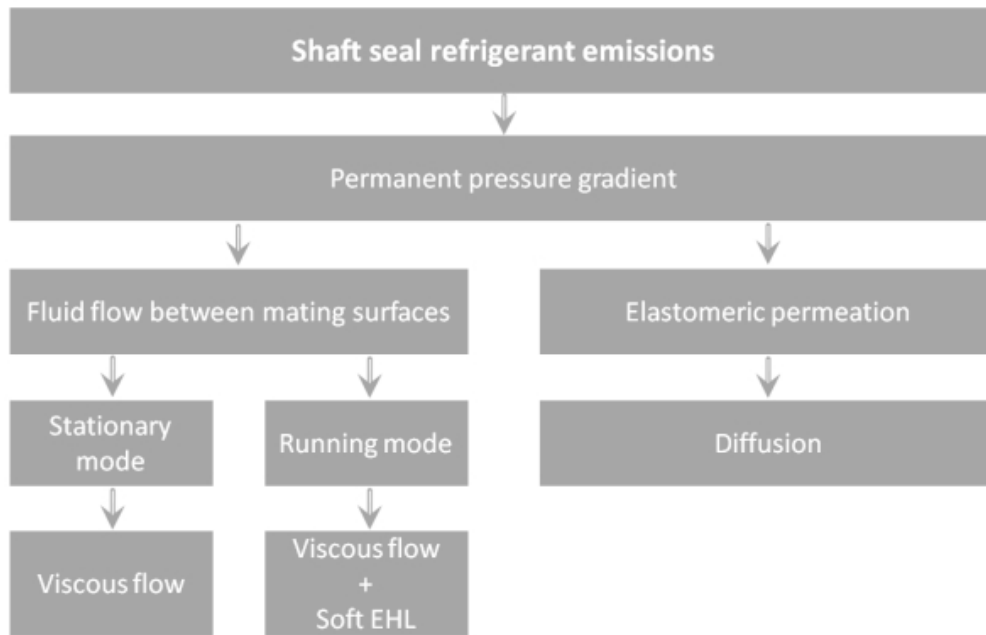 Shaft seal refrigerant emissions
Permanent pressure gradient
Fluid flow between mating surfaces
Elastomeric permeation
Stationary
mode
Running mode
Diffusion
Viscous flow
Viscous flow
+
Soft EHL